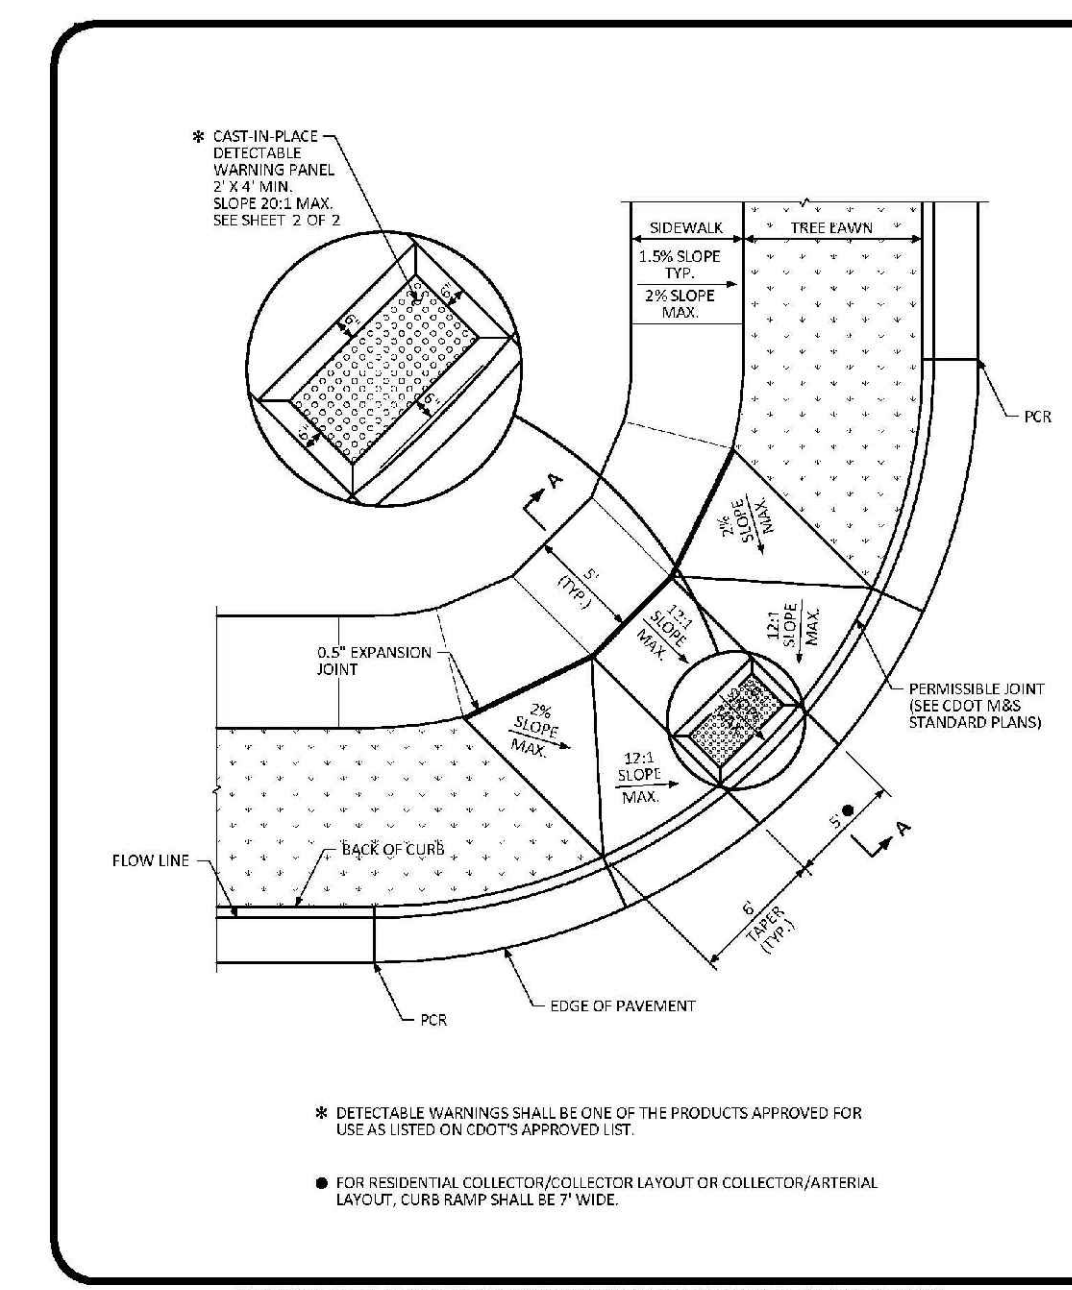 * CAST-IN-PLACE
DETECTABLE
WARNING PANEL
2' X 4' MIN.
SLOPE 20:1 MAX.
SEE SHEET 2 OF 2
6"
6"
6"
6"
SIDEWALK
TREE LAWN
1.5% SLOPE
TYP.
2% SLOPE
MAX.
PCR
A
2%
SLOPE
MAX.
5'
(TYP.)
12:1
SLOPE
MAX.
12:1
SLOPE
MAX.
0.5" EXPANSION
JOINT
PERMISSIBLE JOINT
(SEE CDOT M&S
STANDARD PLANS)
2%
SLOPE
MAX.
12:1
SLOPE
MAX.
5' ●
A
FLOW LINE
BACK OF CURB
6'
TAPER
(TYP.)
EDGE OF PAVEMENT
PCR
* DETECTABLE WARNINGS SHALL BE ONE OF THE PRODUCTS APPROVED FOR
USE AS LISTED ON CDOT'S APPROVED LIST.
● FOR RESIDENTIAL COLLECTOR/COLLECTOR LAYOUT OR COLLECTOR/ARTERIAL
LAYOUT, CURB RAMP SHALL BE 7' WIDE.